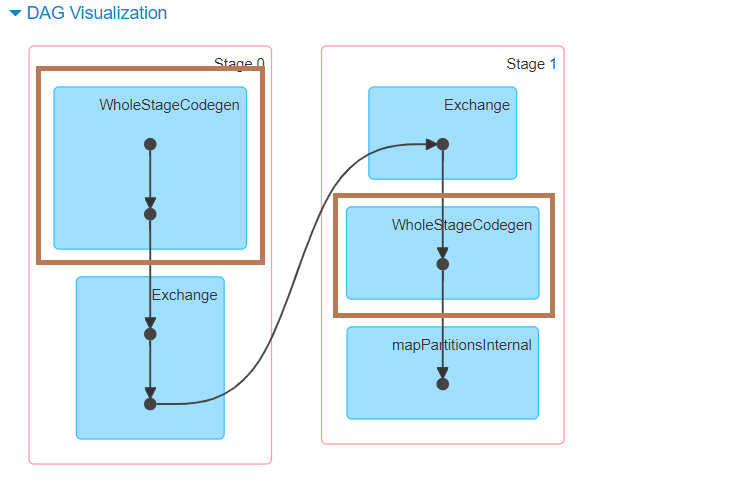 DAG Visualization
Stage 0
WholeStageCodegen
Exchange
Stage 1
Exchange
WholeStageCodegen
mapPartitionsInternal